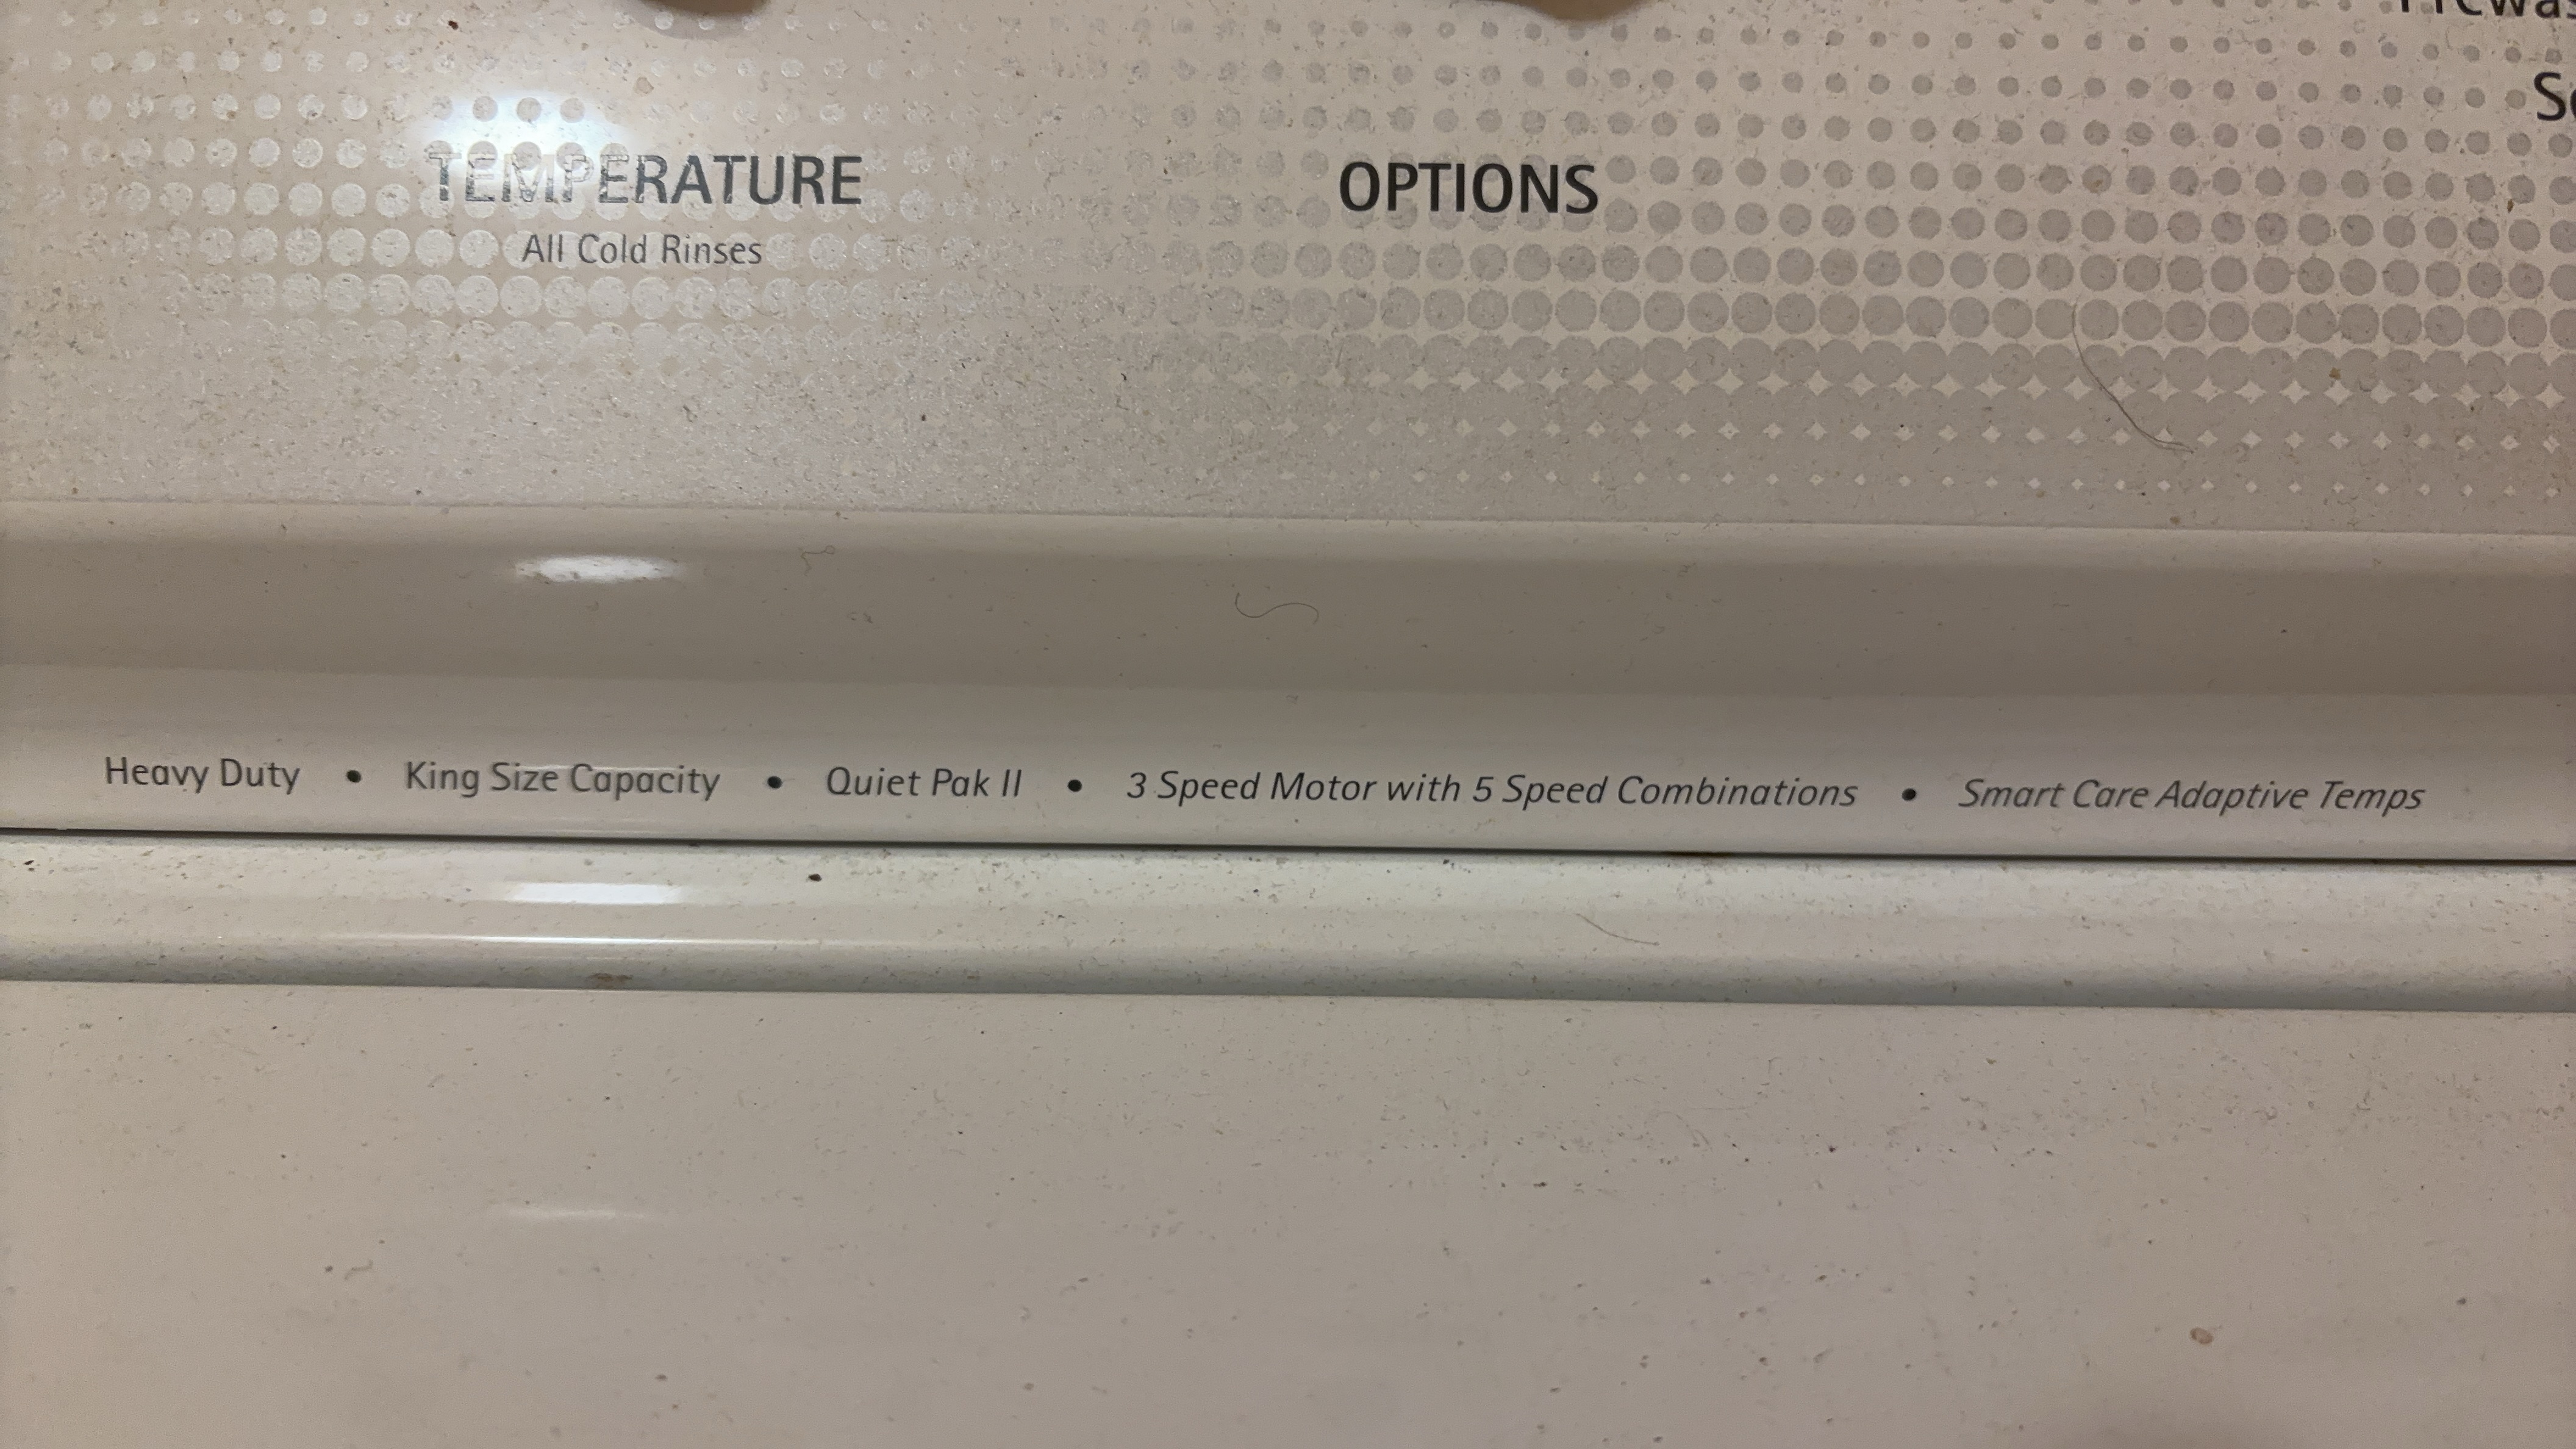 TEMPERATURE
All Cold Rinses
OPTIONS
Heavy Duty • King Size Capacity • Quiet Pak II • 3 Speed Motor with 5 Speed Combinations • Smart Care Adaptive Temps